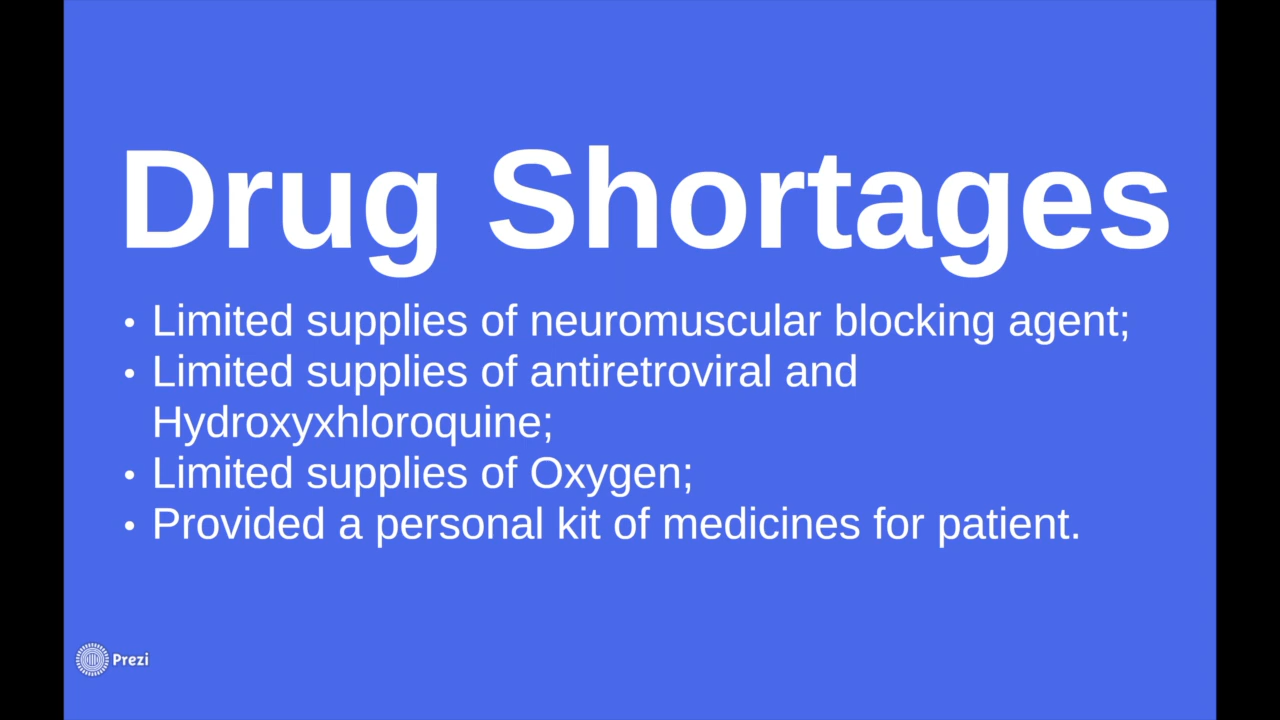 Drug Shortages
• Limited supplies of neuromuscular blocking agent;
• Limited supplies of antiretroviral and
Hydroxyxhloroquine;
• Limited supplies of Oxygen;
• Provided a personal kit of medicines for patient.
Prezi